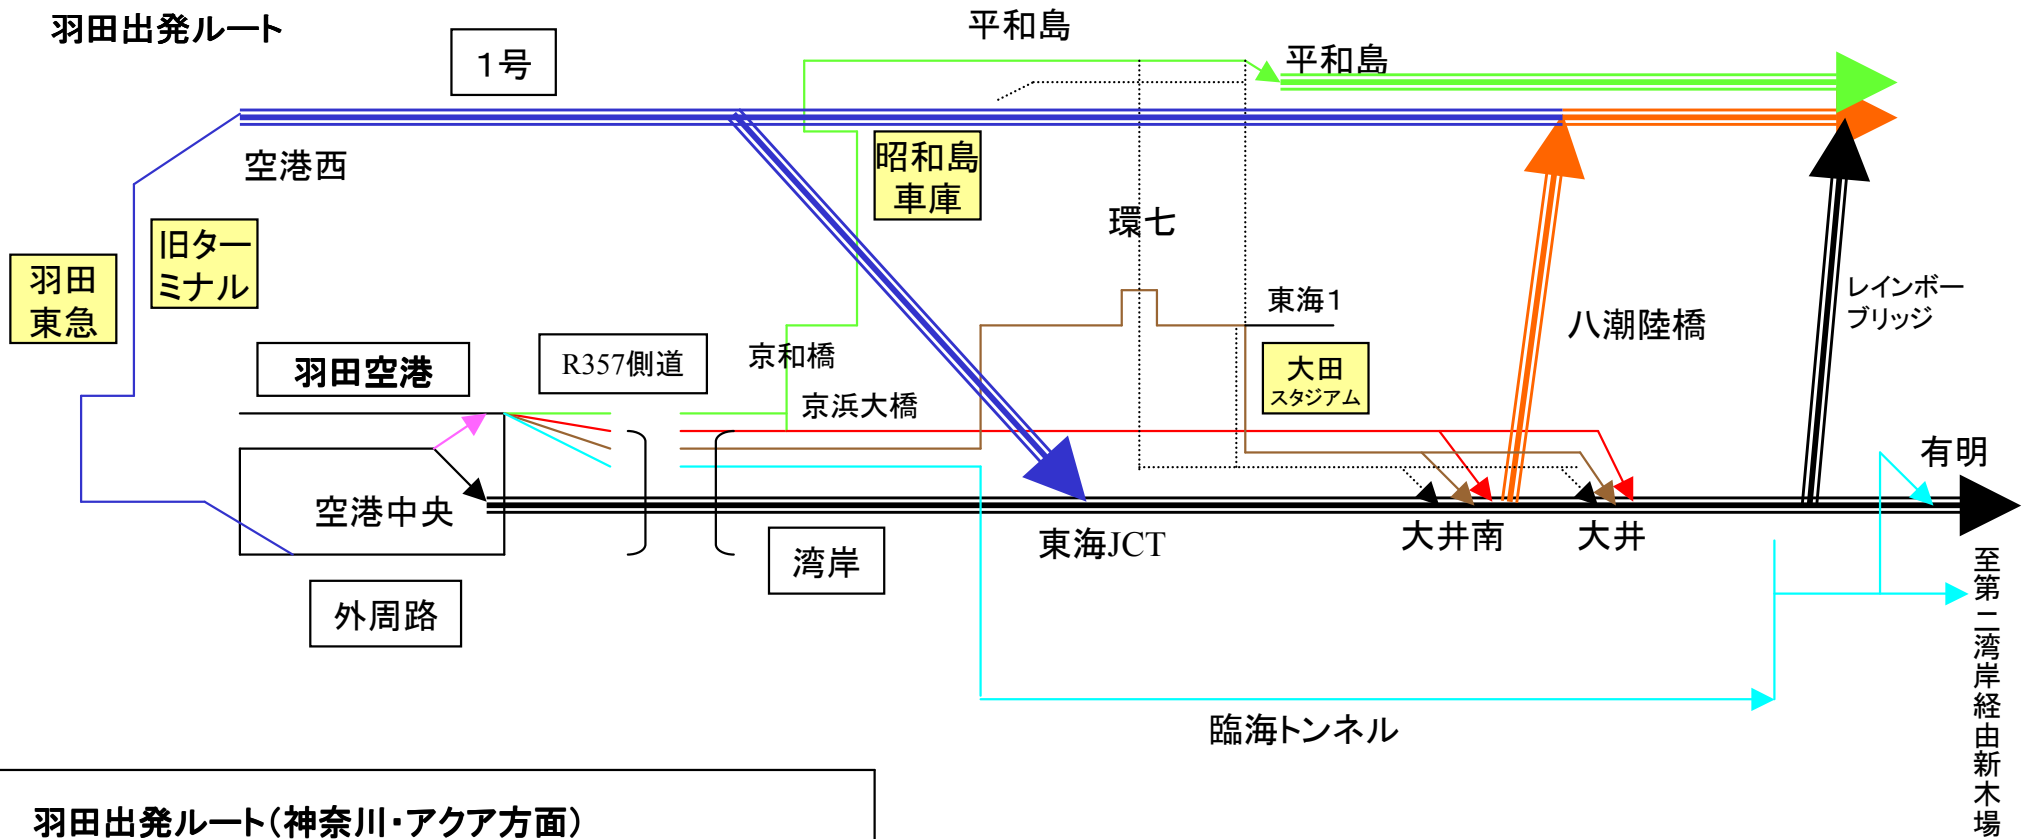 羽田出発ルート
1号
平和島
平和島
空港西
昭和島
車庫
環七
旧ター
ミナル
羽田
東急
東海1
八潮陸橋
レインボー
ブリッジ
羽田空港
R357側道
京和橋
京浜大橋
大田
スタジアム
有明
空港中央
東海JCT
大井南
大井
湾岸
外周路
臨海トンネル
至第二湾岸経由新木場
羽田出発ルート(神奈川・アクア方面)